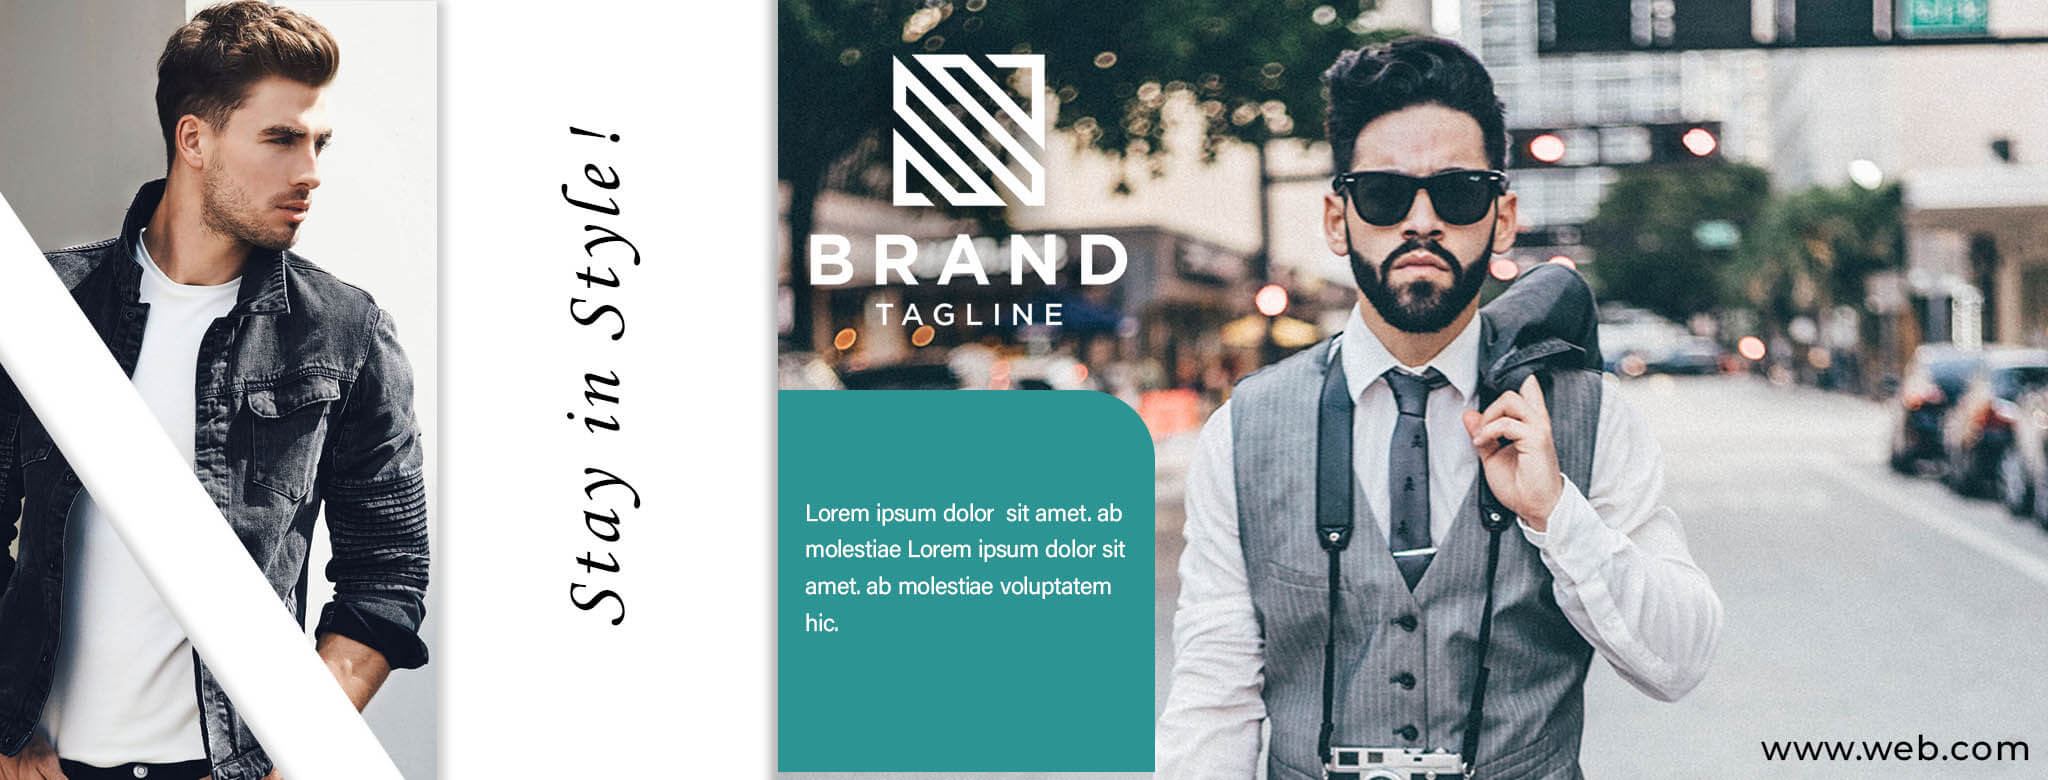 Stay in Style!
BRAND
TAGLINE
Lorem ipsum dolor  sit amet. ab
molestiae Lorem ipsum dolor sit
amet. ab molestiae voluptatem
hic.
www.web.com